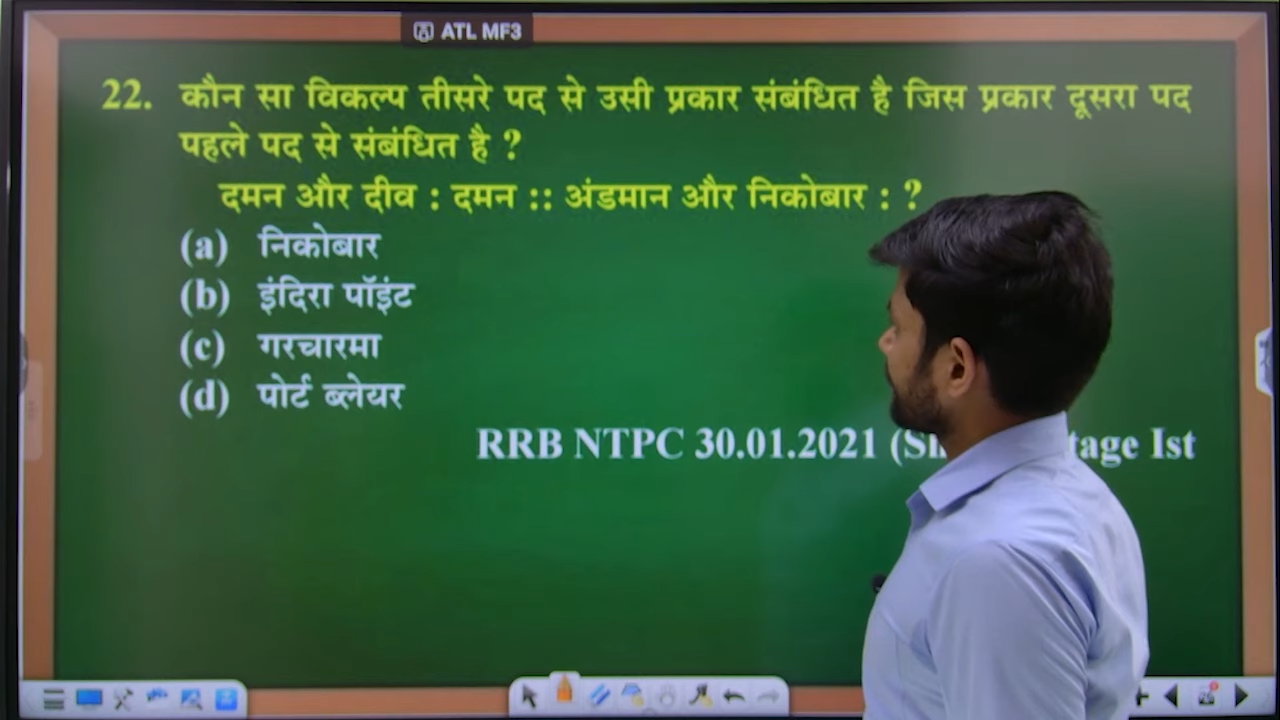 ATL MF3
22. कौन सा विकल्प तीसरे पद से उसी प्रकार संबंधित है जिस प्रकार दूसरा पद
पहले पद से संबंधित है ?
दमन और दीव : दमन :: अंडमान और निकोबार : ?
(a) निकोबार
(b) इंदिरा पॉइंट
(c) गरचारमा
(d) पोर्ट ब्लेयर
RRB NTPC 30.01.2021 Ist